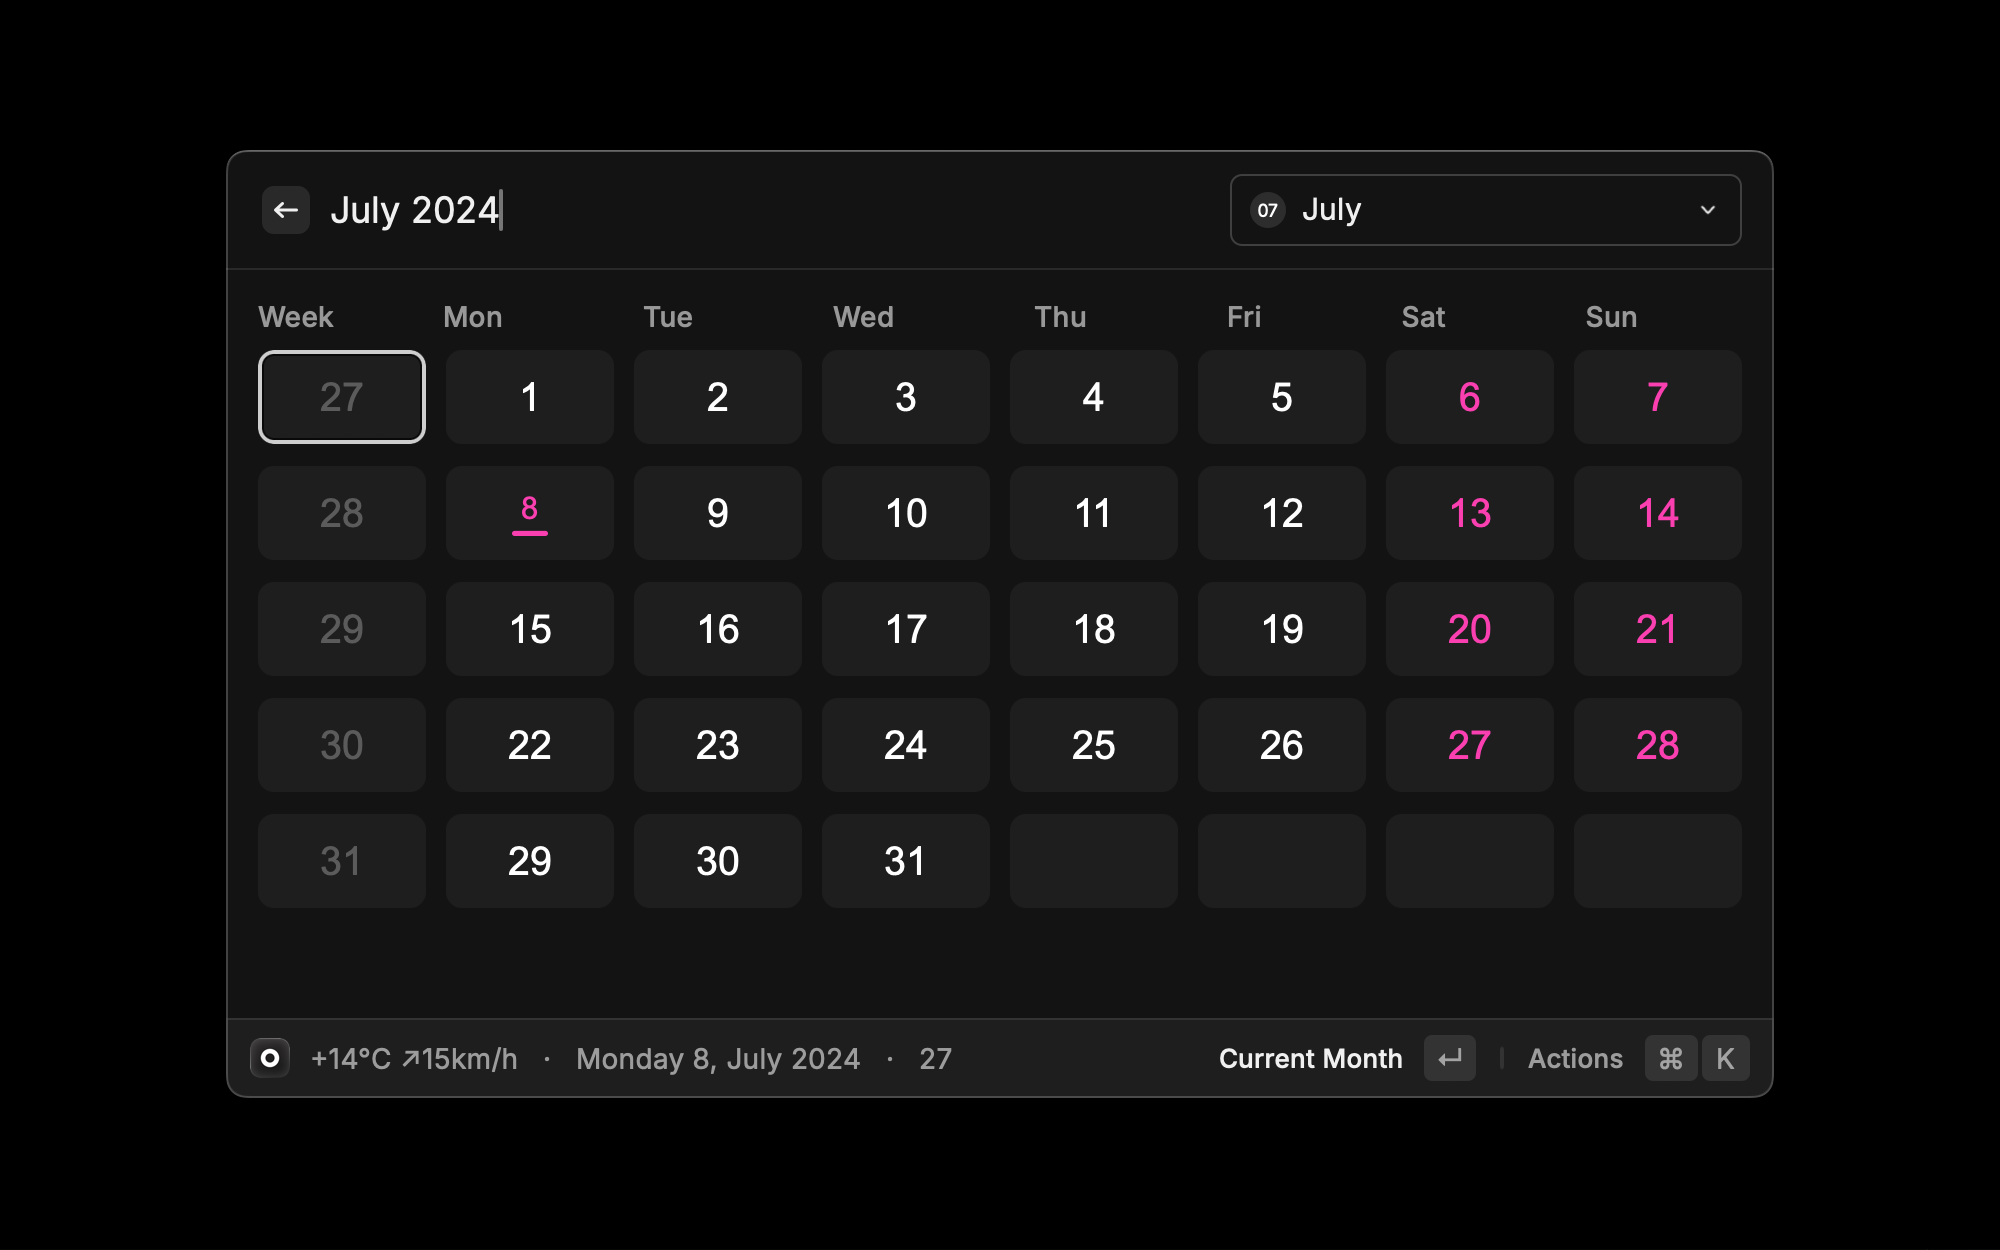 ← July 2024 07 July
Week Mon Tue Wed Thu Fri Sat Sun
27 1 2 3 4 5 6 7
28 8 9 10 11 12 13 14
29 15 16 17 18 19 20 21
30 22 23 24 25 26 27 28
31 29 30 31
+14°C ↗15km/h · Monday 8, July 2024 · 27 Current Month ↵ | Actions ⌘ K